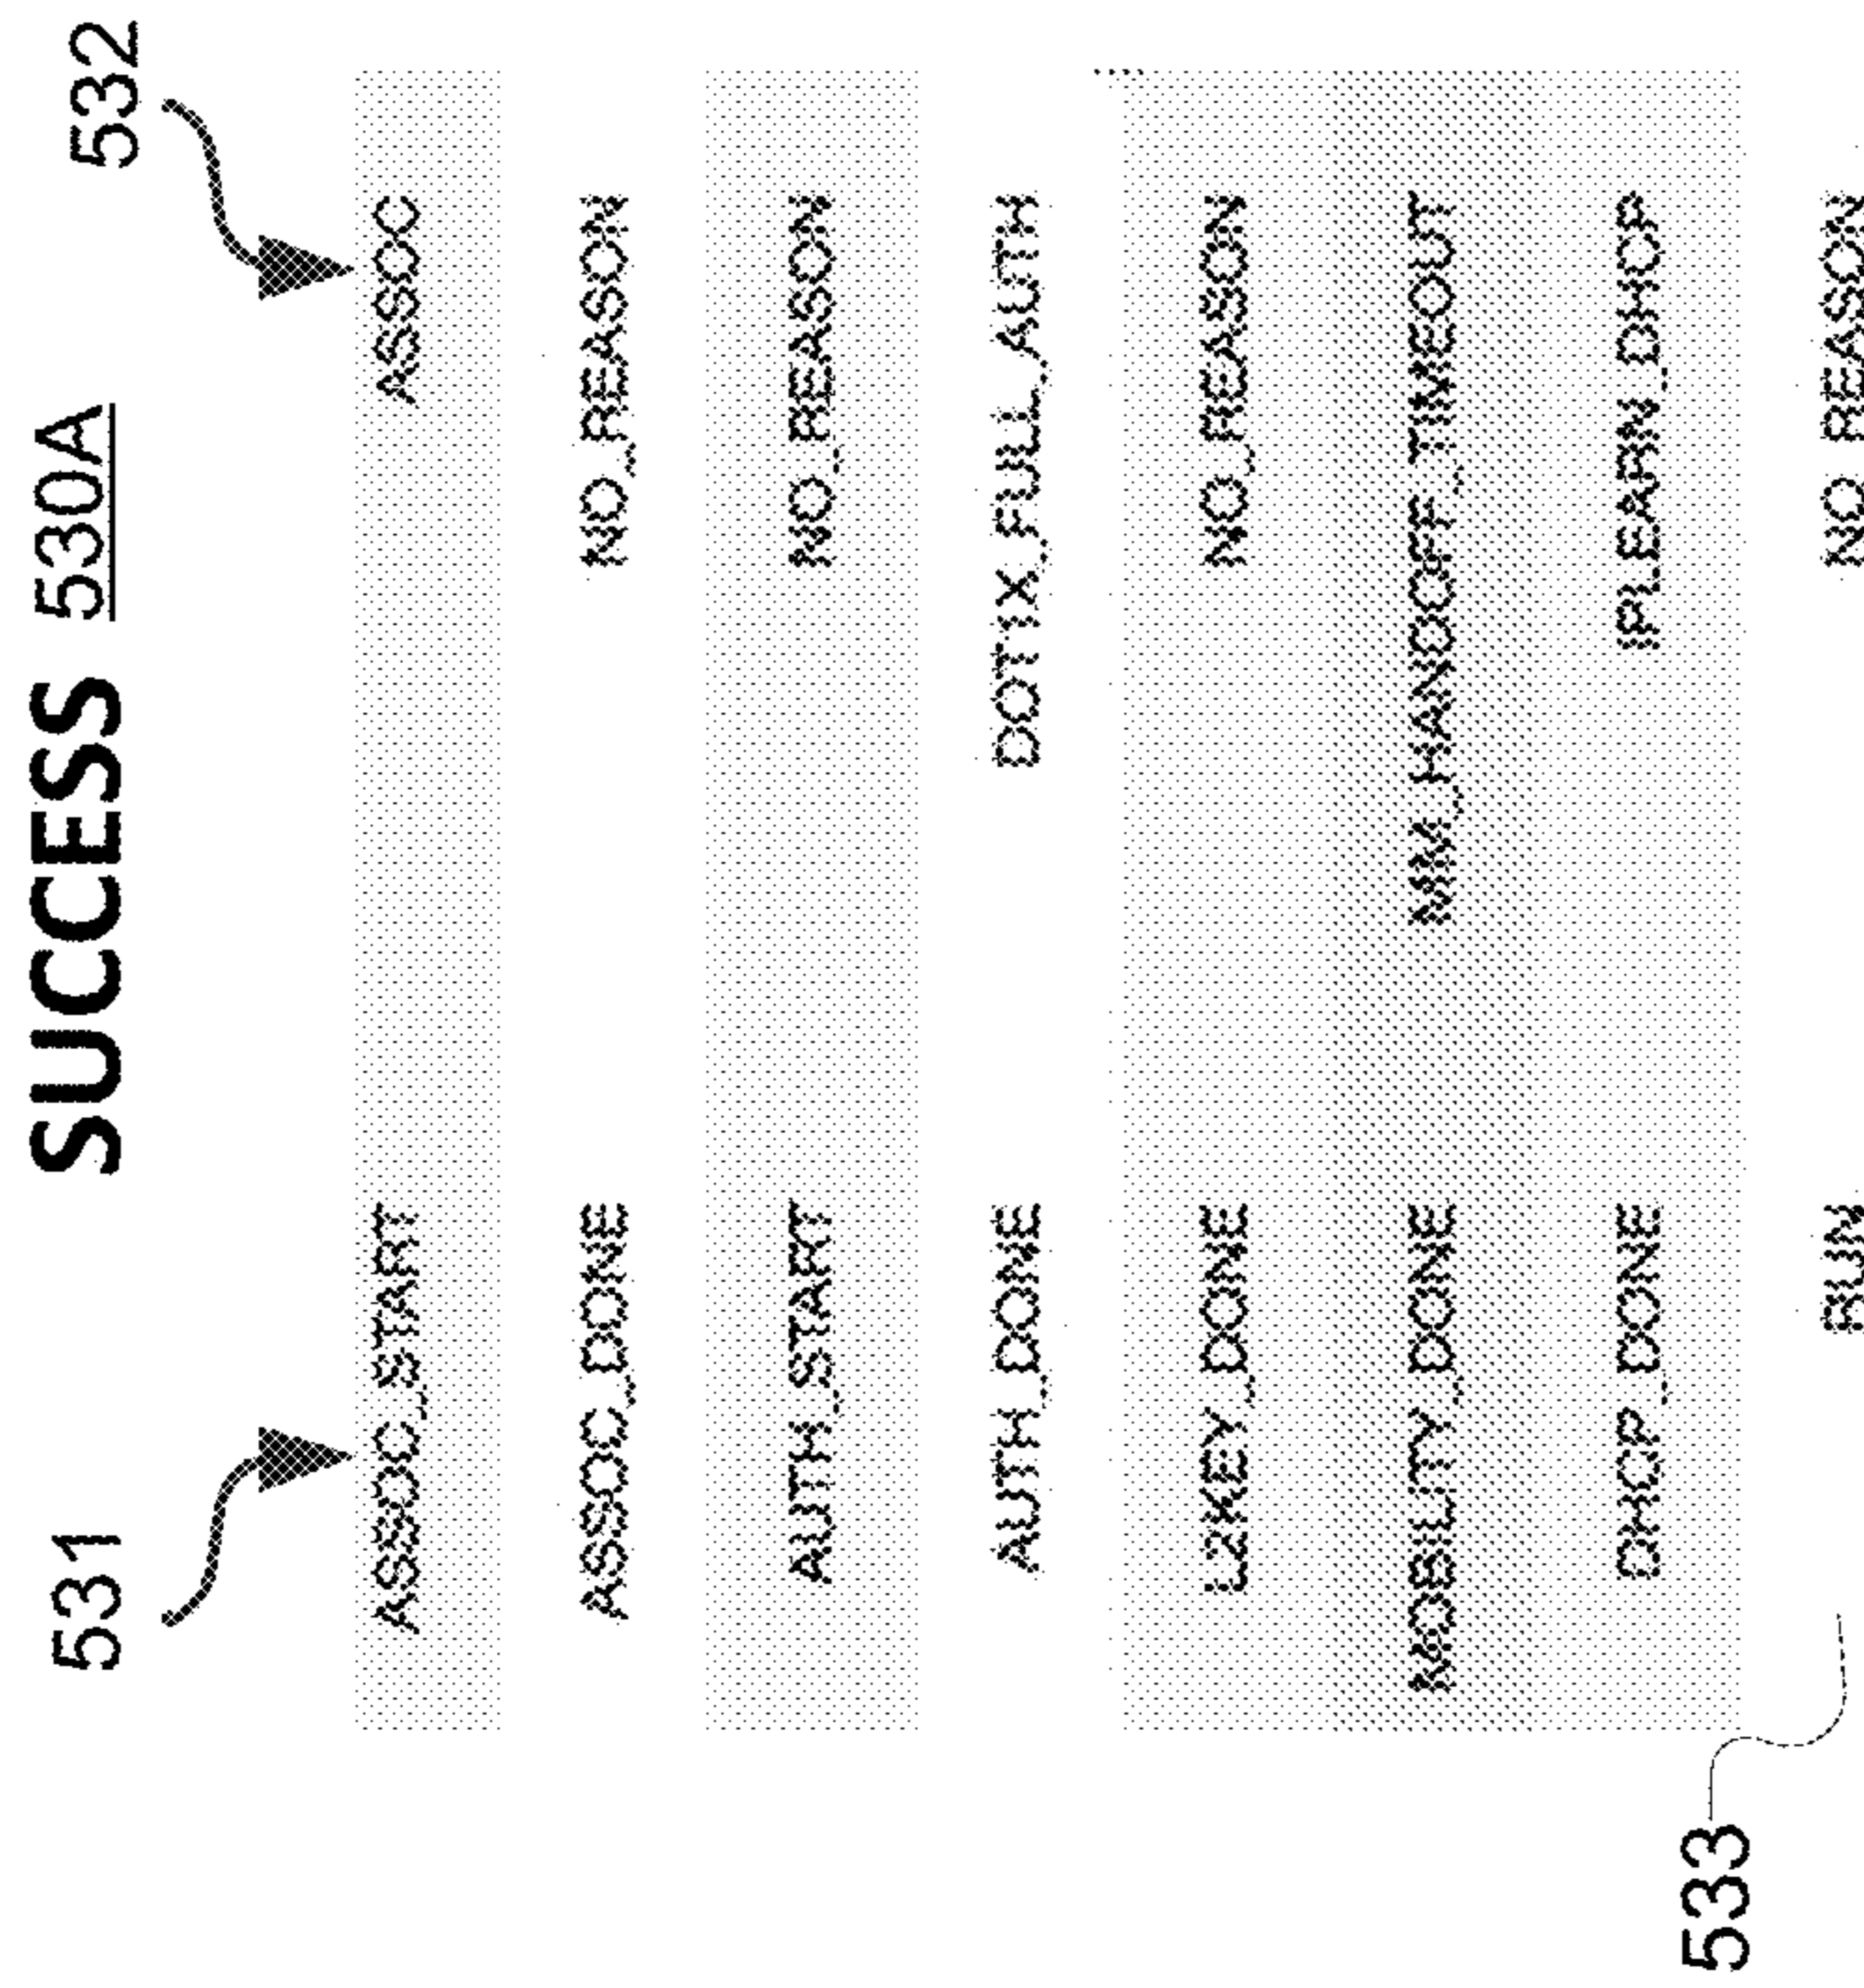 SUCCESS 530A
531 532
ASSOC_START ASSOC
ASSOC_DONE NO_REASON
AUTH_START NO_REASON
AUTH_DONE DOT1X_FULL_AUTH
L2KEY_DONE NO_REASON
MOBILITY_DONE MM_HANDOFF_TIMEOUT
DHCP_DONE IPLEARN_DHCP
RUN NO_REASON
533